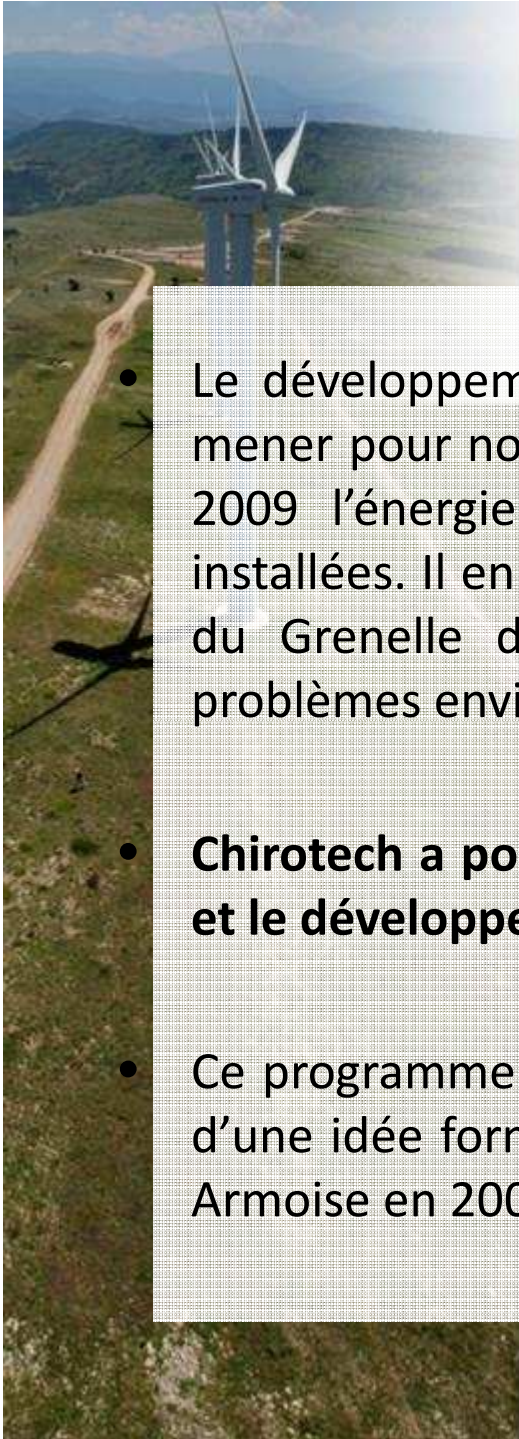 • Le développem
mener pour no
2009 l’énergie
installées. Il en
du Grenelle d
problèmes envi
• Chirotech a po
et le développe
• Ce programme
d’une idée forr
Armoise en 200